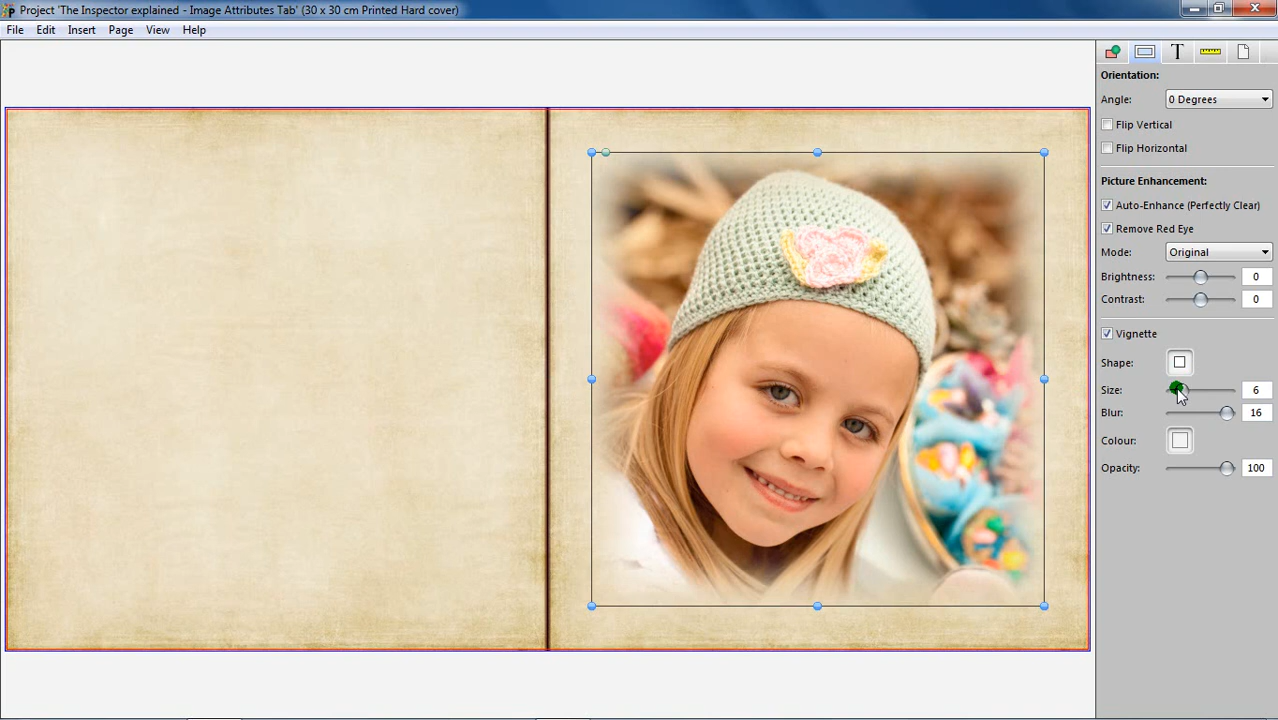 Project 'The Inspector explained - Image Attributes Tab' (30 x 30 cm Printed Hard cover)
File Edit Insert Page View Help
T
Orientation:
Angle: 0 Degrees
Flip Vertical
Flip Horizontal
Picture Enhancement:
Auto-Enhance (Perfectly Clear)
Remove Red Eye
Mode: Original
Brightness: 0
Contrast: 0
Vignette
Shape:
Size: 6
Blur: 16
Colour:
Opacity: 100